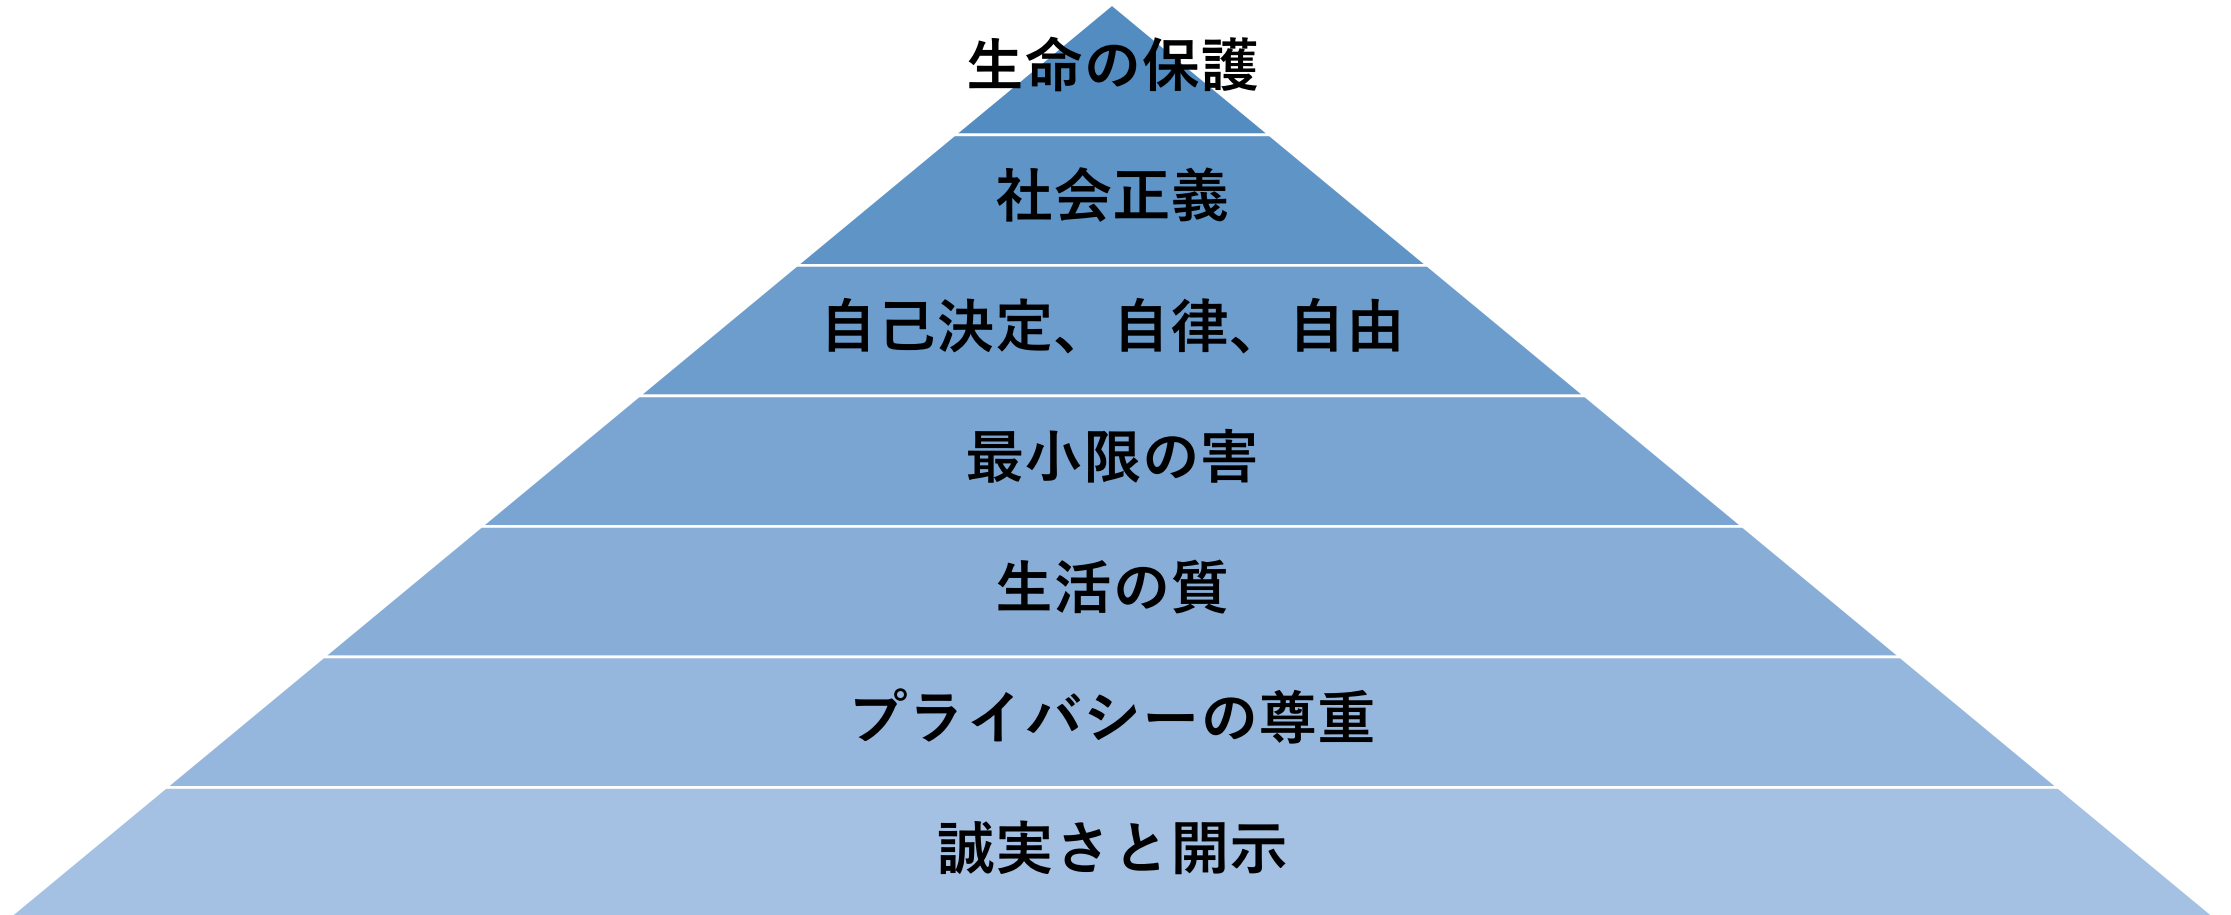 生命の保護
社会正義
自己決定、自律、自由
最小限の害
生活の質
プライバシーの尊重
誠実さと開示